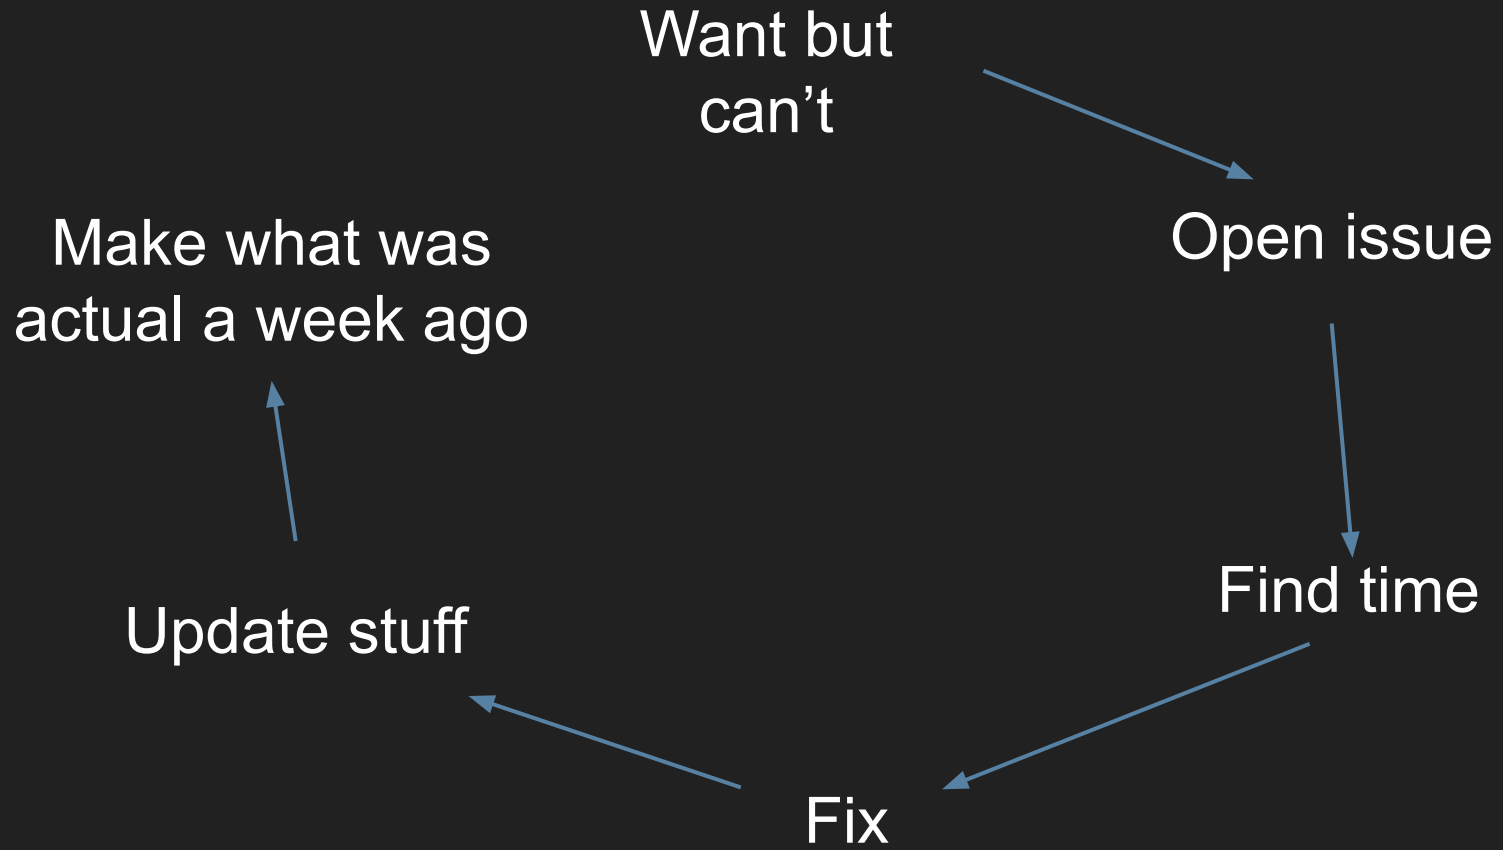 Want but
can’t
Open issue
Find time
Fix
Update stuff
Make what was
actual a week ago